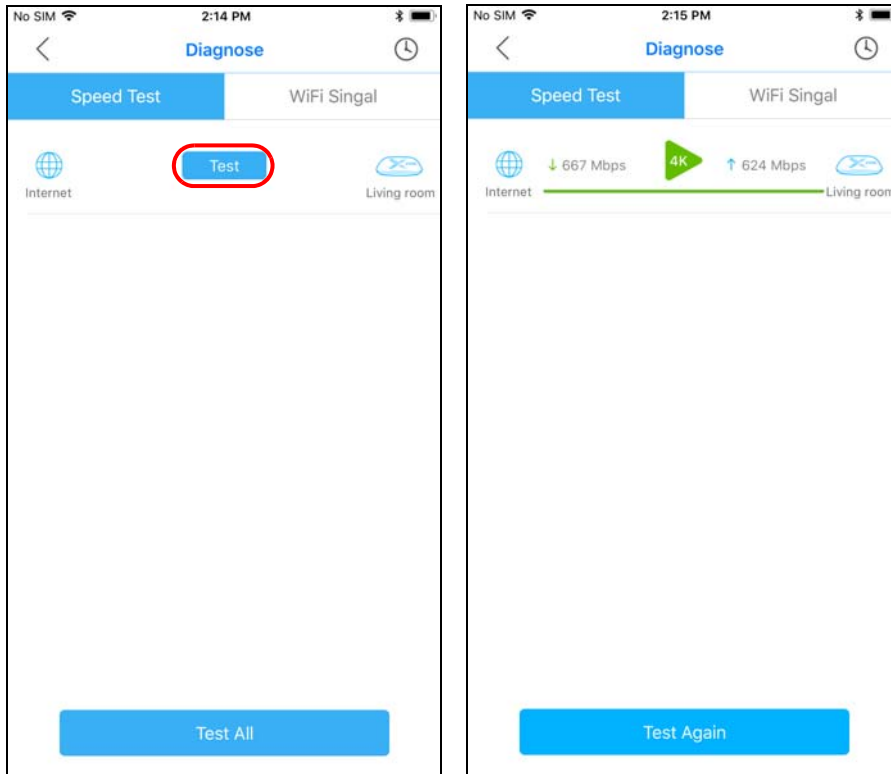 No SIM 2:14 PM
Diagnose
Speed Test WiFi Singal
Test
Internet Living room
Test All
No SIM 2:15 PM
Diagnose
Speed Test WiFi Singal
↓ 667 Mbps 4K ↑ 624 Mbps
Internet Living room
Test Again